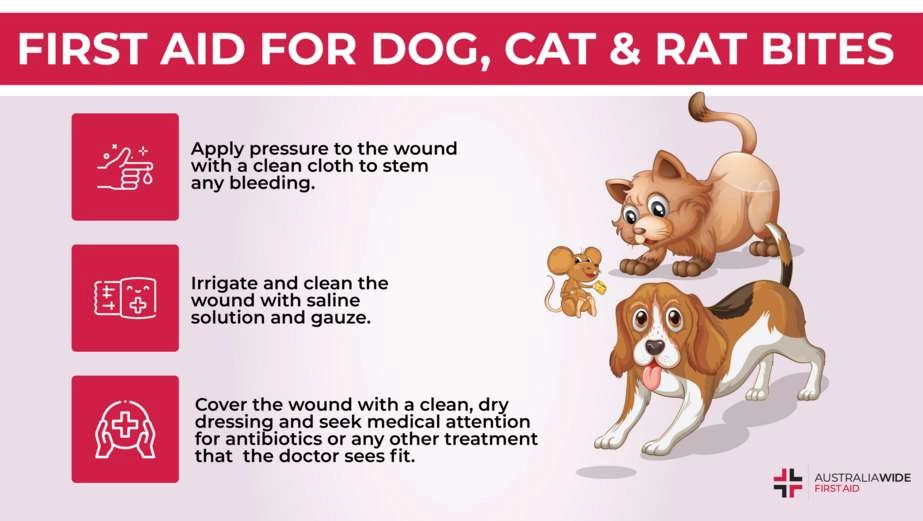 FIRST AID FOR DOG, CAT & RAT BITES
Apply pressure to the wound
with a clean cloth to stem
any bleeding.
Irrigate and clean the
wound with saline
solution and gauze.
Cover the wound with a clean, dry
dressing and seek medical attention
for antibiotics or any other treatment
that the doctor sees fit.
AUSTRALIAWIDE
FIRST AID